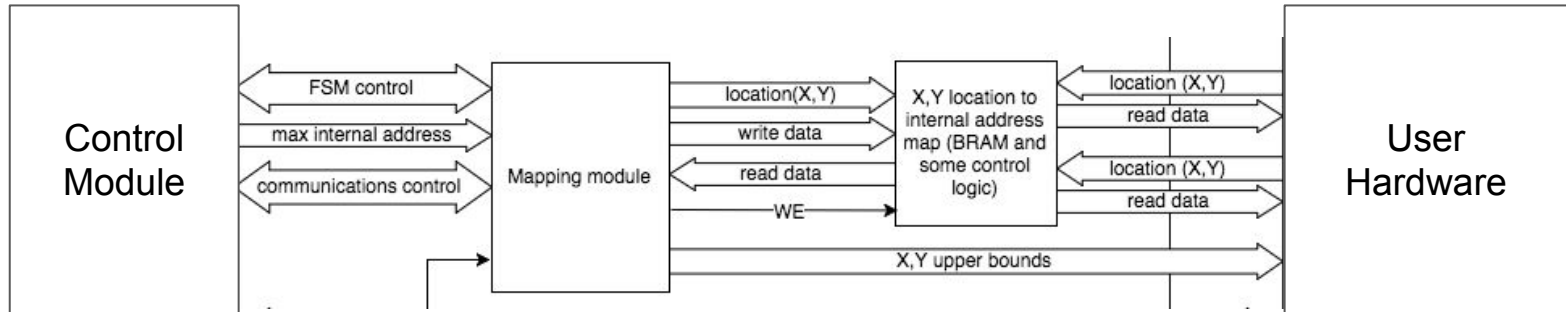 Control
Module
FSM control
max internal address
communications control
Mapping module
location(X,Y)
write data
read data
WE
X,Y upper bounds
X,Y location to
internal address
map (BRAM and
some control
logic)
location (X,Y)
read data
location (X,Y)
read data
User
Hardware